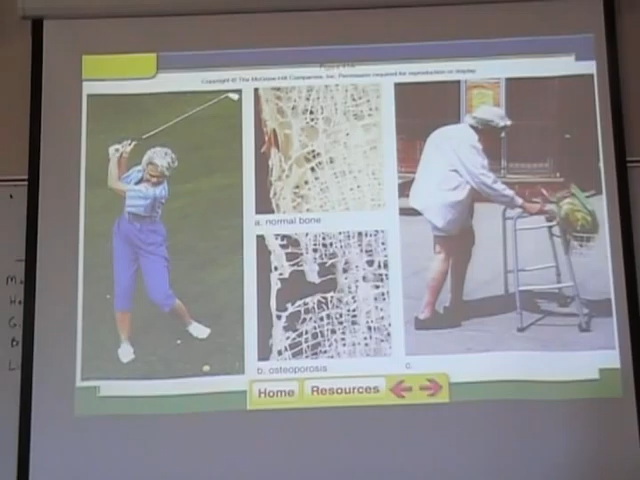 Copyright © The McGraw-Hill Companies, Inc. Permission required for reproduction or display.
a. normal bone
b. osteoporosis
c.
Home
Resources
M
H
G
B
L